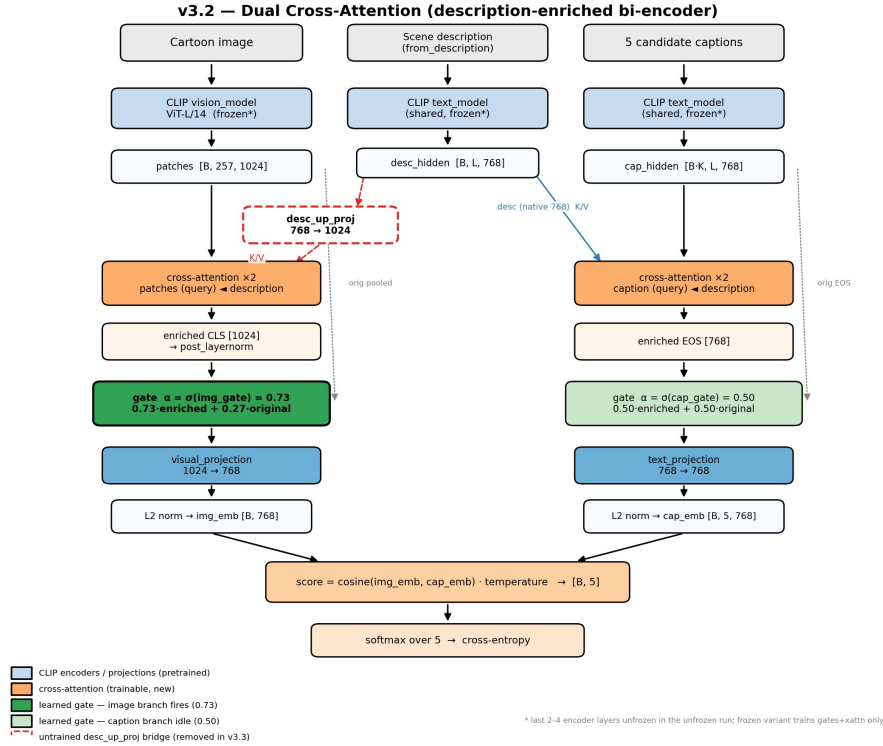 v3.2 — Dual Cross-Attention (description-enriched bi-encoder)
Cartoon image
Scene description
(from_description)
5 candidate captions
CLIP vision_model
ViT-L/14 (frozen*)
CLIP text_model
(shared, frozen*)
CLIP text_model
(shared, frozen*)
patches [B, 257, 1024]
desc_hidden [B, L, 768]
cap_hidden [B·K, L, 768]
desc_up_proj
768 → 1024
desc (native 768) K/V
K/V
cross-attention ×2
patches (query) ◄ description
orig pooled
cross-attention ×2
caption (query) ◄ description
orig EOS
enriched CLS [1024]
→ post_layernorm
enriched EOS [768]
gate α = σ(img_gate) = 0.73
0.73·enriched + 0.27·original
gate α = σ(cap_gate) = 0.50
0.50·enriched + 0.50·original
visual_projection
1024 → 768
text_projection
768 → 768
L2 norm → img_emb [B, 768]
L2 norm → cap_emb [B, 5, 768]
score = cosine(img_emb, cap_emb) · temperature → [B, 5]
softmax over 5 → cross-entropy
CLIP encoders / projections (pretrained)
cross-attention (trainable, new)
learned gate — image branch fires (0.73)
learned gate — caption branch idle (0.50)
untrained desc_up_proj bridge (removed in v3.3)
* last 2–4 encoder layers unfrozen in the unfrozen run; frozen variant trains gates+xattn only